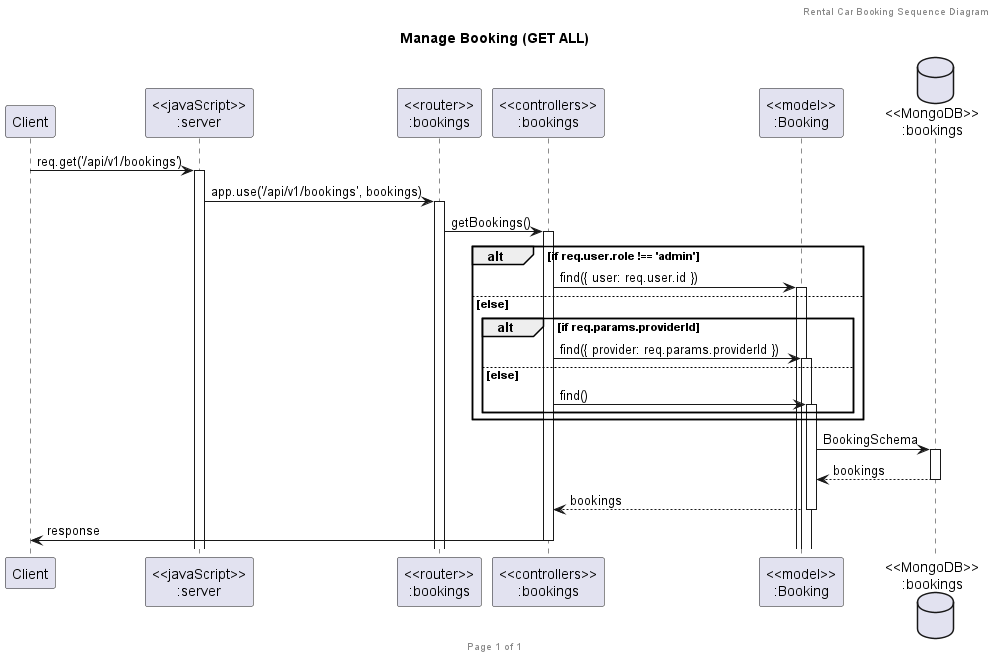 Rental Car Booking Sequence Diagram
Manage Booking (GET ALL)
Client
<<javaScript>>
:server
<<router>>
:bookings
<<controllers>>
:bookings
<<model>>
:Booking
<<MongoDB>>
:bookings
req.get('/api/v1/bookings')
app.use('/api/v1/bookings', bookings)
getBookings()
alt
[if req.user.role !== 'admin']
find({ user: req.user.id })
[else]
alt
[if req.params.providerId]
find({ provider: req.params.providerId })
[else]
find()
BookingSchema
bookings
bookings
response
Client
<<javaScript>>
:server
<<router>>
:bookings
<<controllers>>
:bookings
<<model>>
:Booking
<<MongoDB>>
:bookings
Page 1 of 1